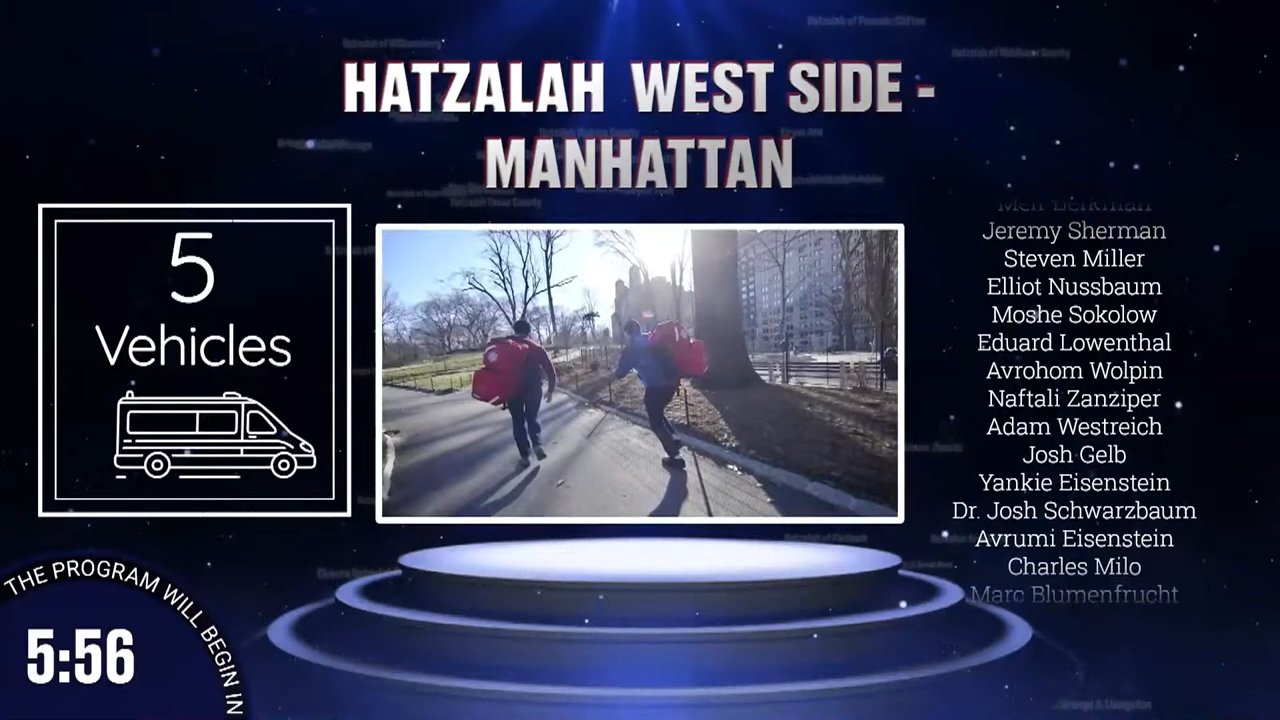 HATZALAH WEST SIDE -
MANHATTAN
5
Vehicles
Jeremy Sherman
Steven Miller
Elliot Nussbaum
Moshe Sokolow
Eduard Lowenthal
Avrohom Wolpin
Naftali Zanziper
Adam Westreich
Josh Gelb
Yankie Eisenstein
Dr. Josh Schwarzbaum
Avrumi Eisenstein
Charles Milo
Marc Blumenfrucht
THE PROGRAM WILL BEGIN IN
5:56